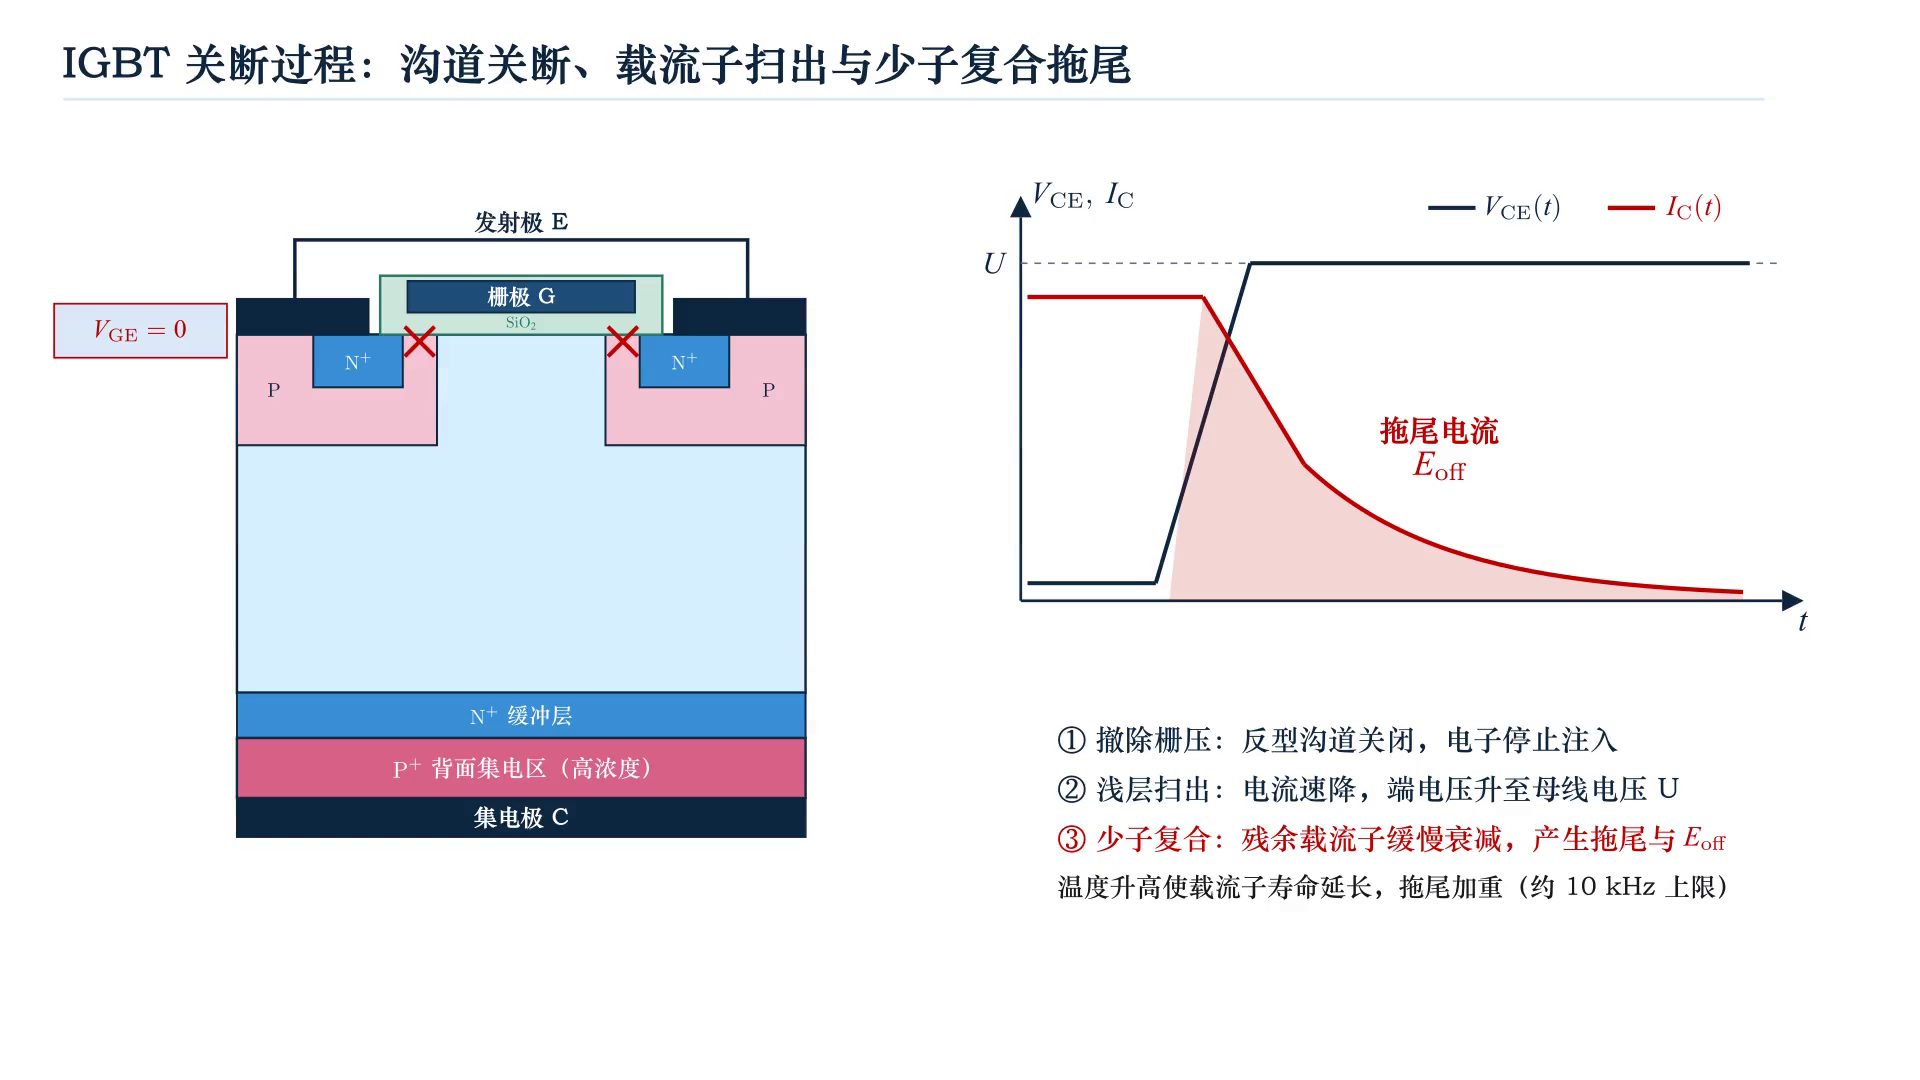 IGBT 关断过程：沟道关断、载流子扫出与少子复合拖尾
发射极 E
栅极 G
SiO₂
V_GE = 0
N⁺
N⁺
P
P
N⁺ 缓冲层
P⁺ 背面集电区（高浓度）
集电极 C
V_CE, I_C
V_CE(t)
I_C(t)
U
拖尾电流
E_off
t
① 撤除栅压：反型沟道关闭，电子停止注入
② 浅层扫出：电流速降，端电压升至母线电压 U
③ 少子复合：残余载流子缓慢衰减，产生拖尾与 E_off
温度升高使载流子寿命延长，拖尾加重（约 10 kHz 上限）